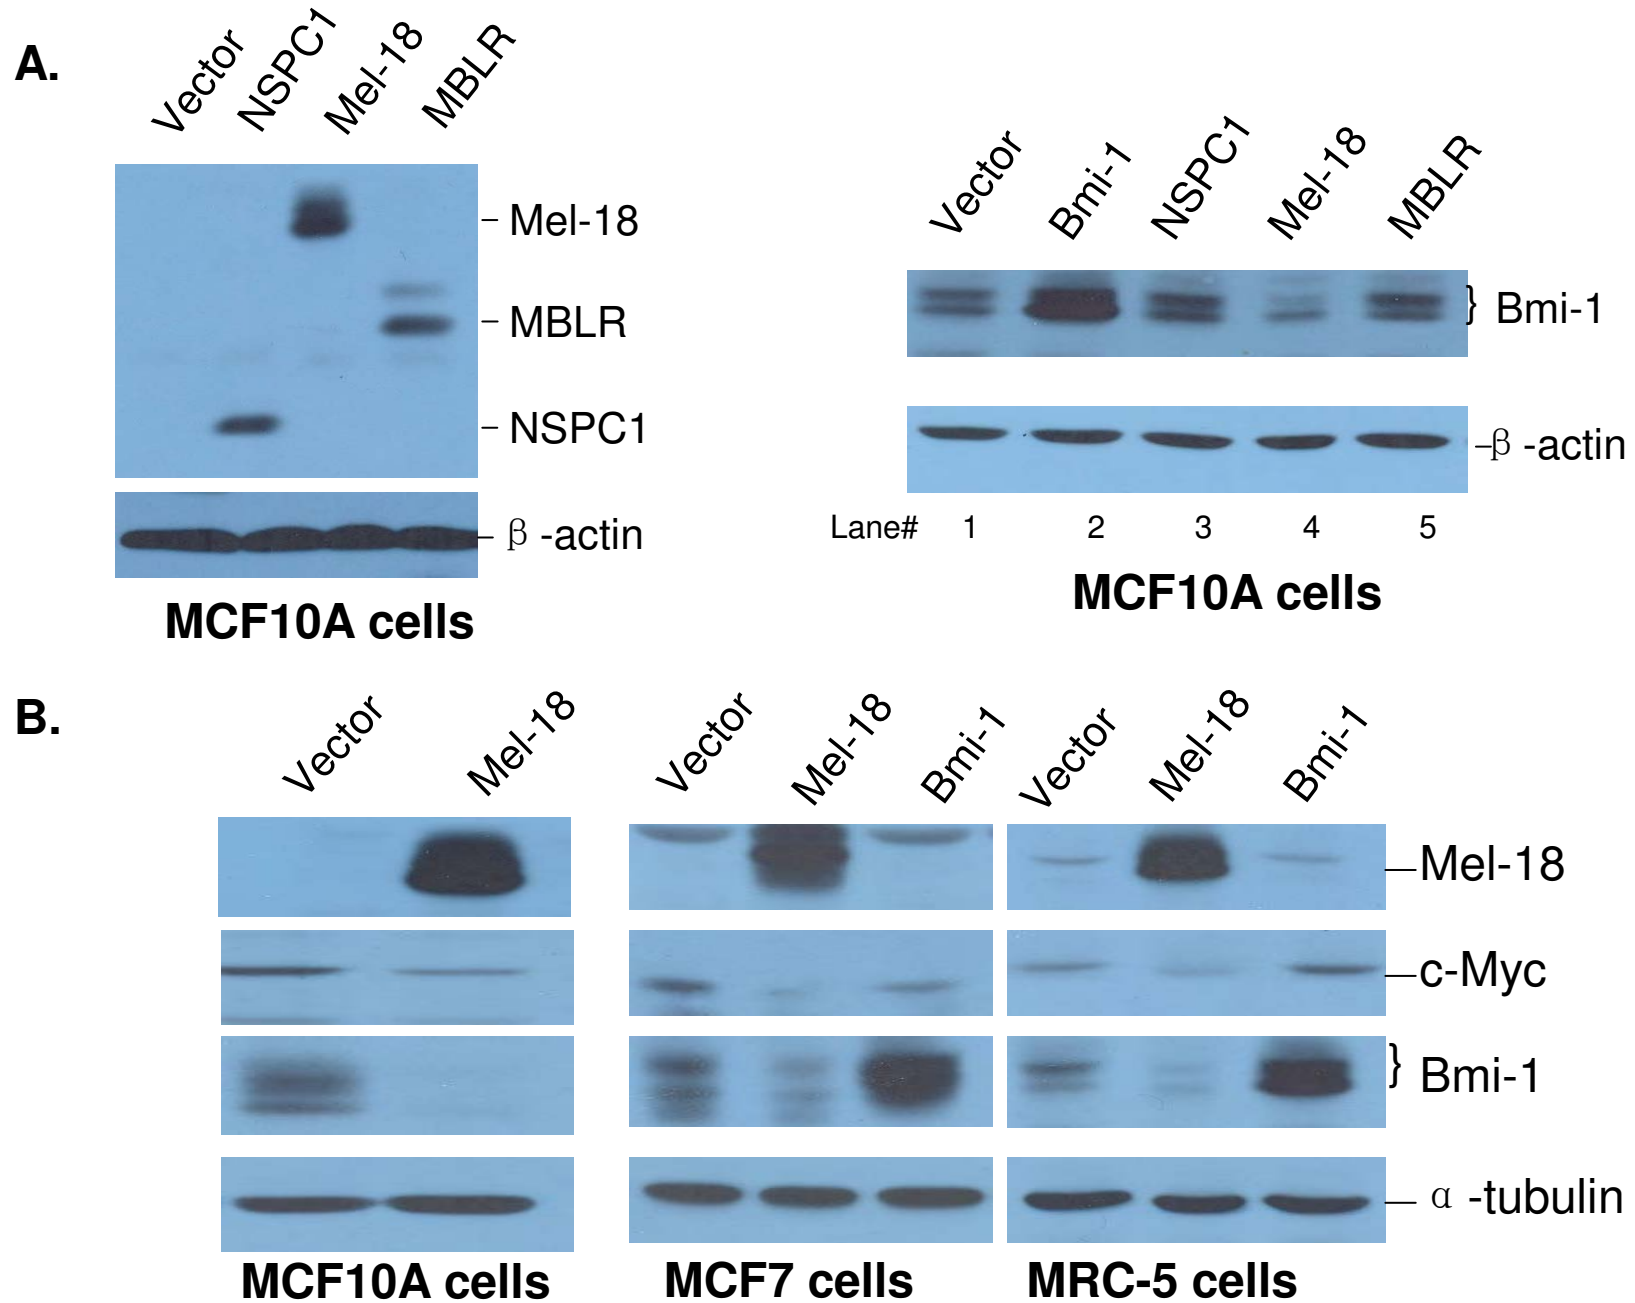 A.
Vector NSPC1 Mel-18 MBLR
Mel-18
MBLR
NSPC1
β -actin
MCF10A cells
Vector Bmi-1 NSPC1 Mel-18 MBLR
} Bmi-1
β -actin
Lane# 1 2 3 4 5
MCF10A cells
B.
Vector Mel-18
Vector Mel-18 Bmi-1
Vector Mel-18 Bmi-1
Mel-18
c-Myc
} Bmi-1
α -tubulin
MCF10A cells
MCF7 cells
MRC-5 cells